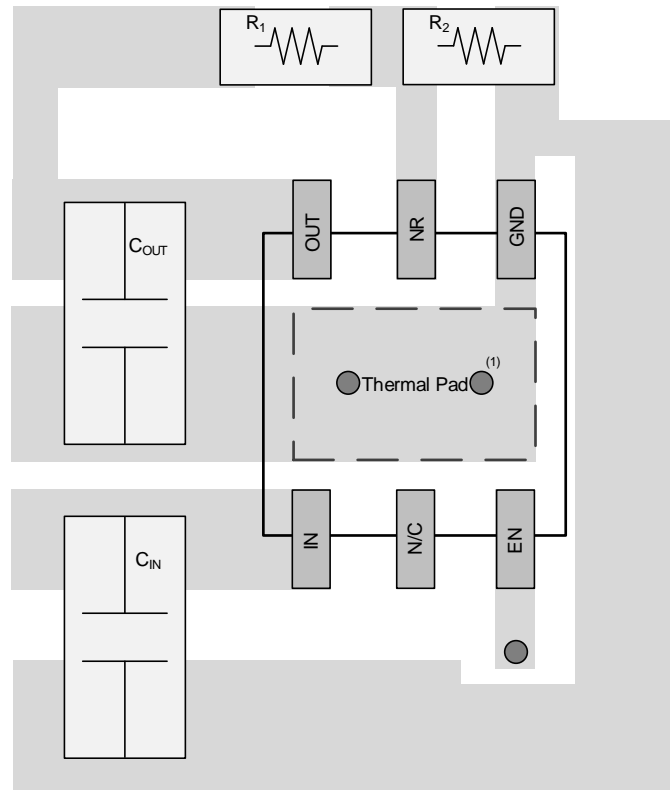 R1
R2
OUT
NR
GND
COUT
Thermal Pad
(1)
IN
N/C
EN
CIN